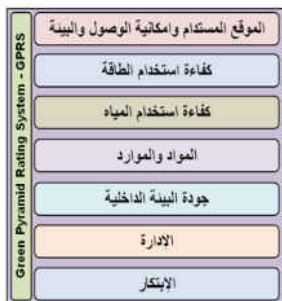 Green Pyramid Rating System - GPRS
الموقع المستدام وامكانية الوصول والبيئة
كفاءة استخدام الطاقة
كفاءة استخدام المياه
المواد والموارد
جودة البيئة الداخلية
الادارة
الإبتكار